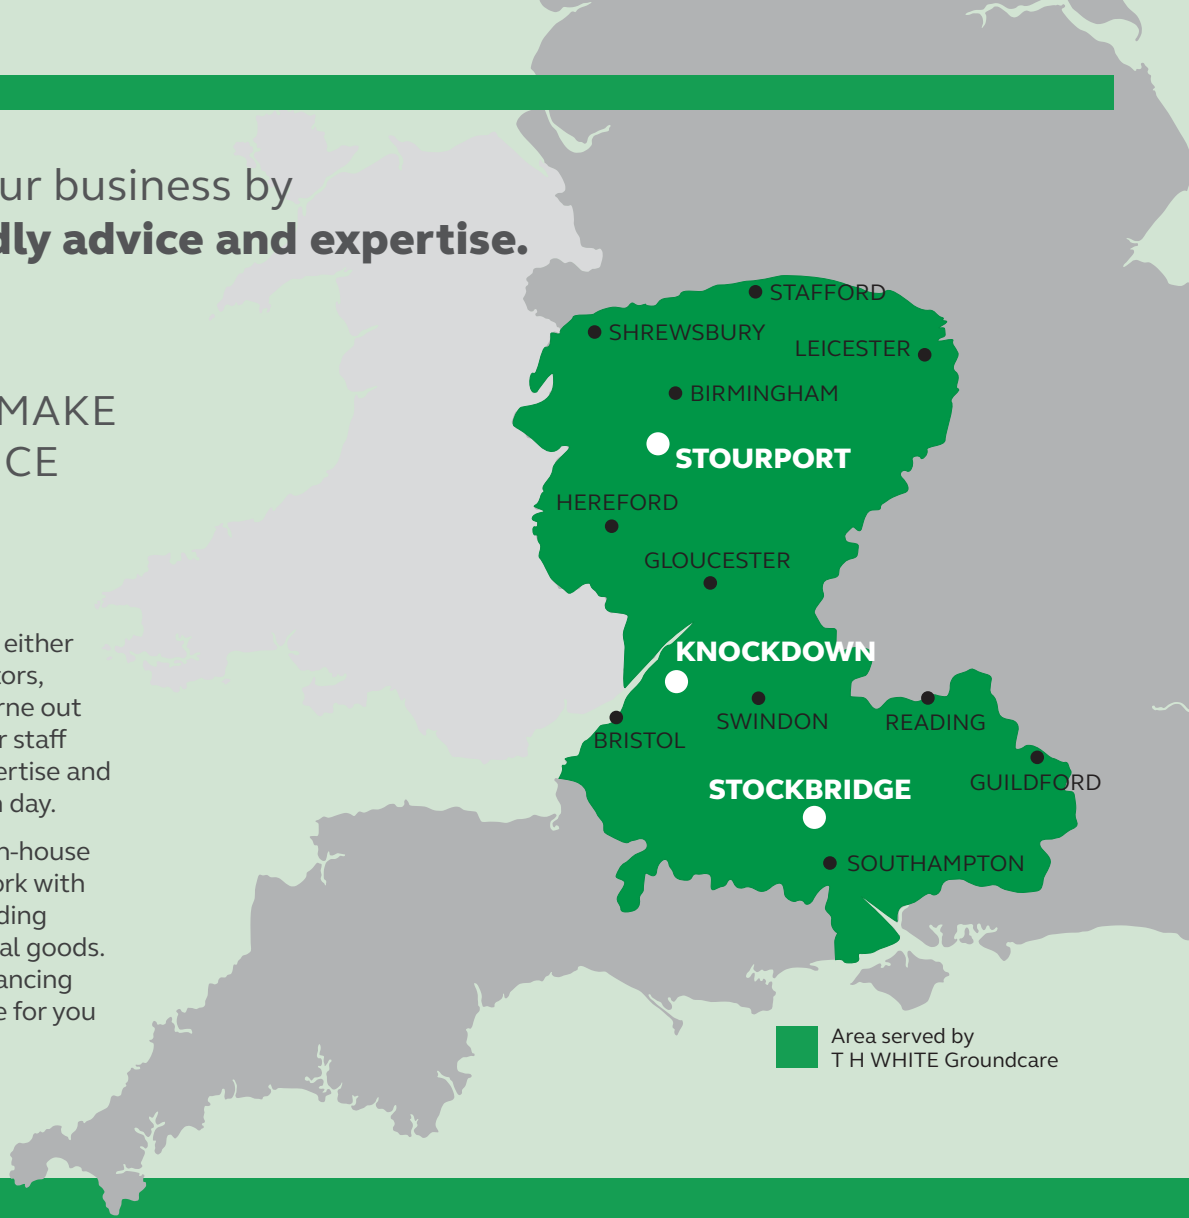 ur business by
dly advice and expertise.
MAKE
CE
either
tors,
rne out
r staff
ertise and
n day.
n-house
ork with
ding
al goods.
ancing
e for you
STAFFORD
SHREWSBURY
LEICESTER
BIRMINGHAM
STOURPORT
HEREFORD
GLOUCESTER
KNOCKDOWN
SWINDON
READING
BRISTOL
GUILDFORD
STOCKBRIDGE
SOUTHAMPTON
Area served by
T H WHITE Groundcare